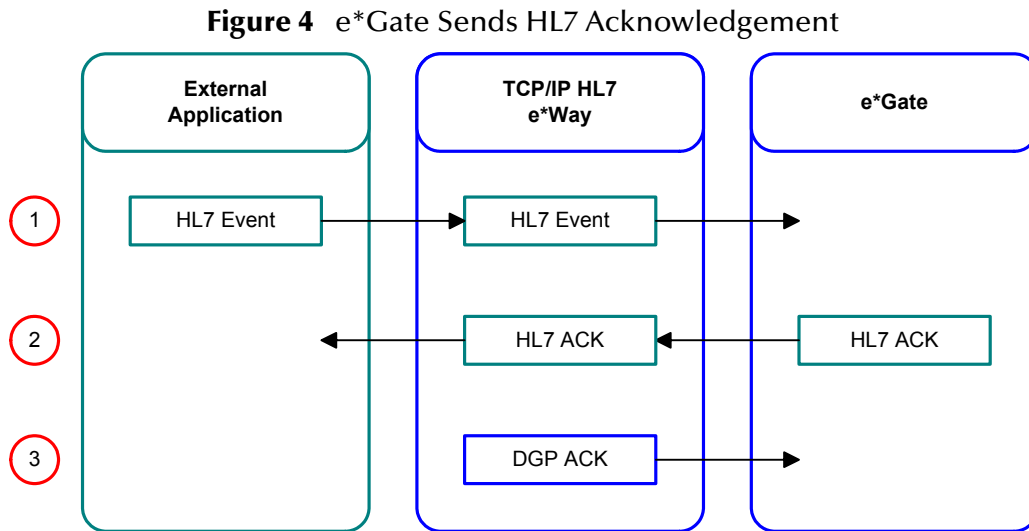 Figure 4 e*Gate Sends HL7 Acknowledgement
External
Application
TCP/IP HL7
e*Way
e*Gate
1
HL7 Event
HL7 Event
2
HL7 ACK
HL7 ACK
3
DGP ACK